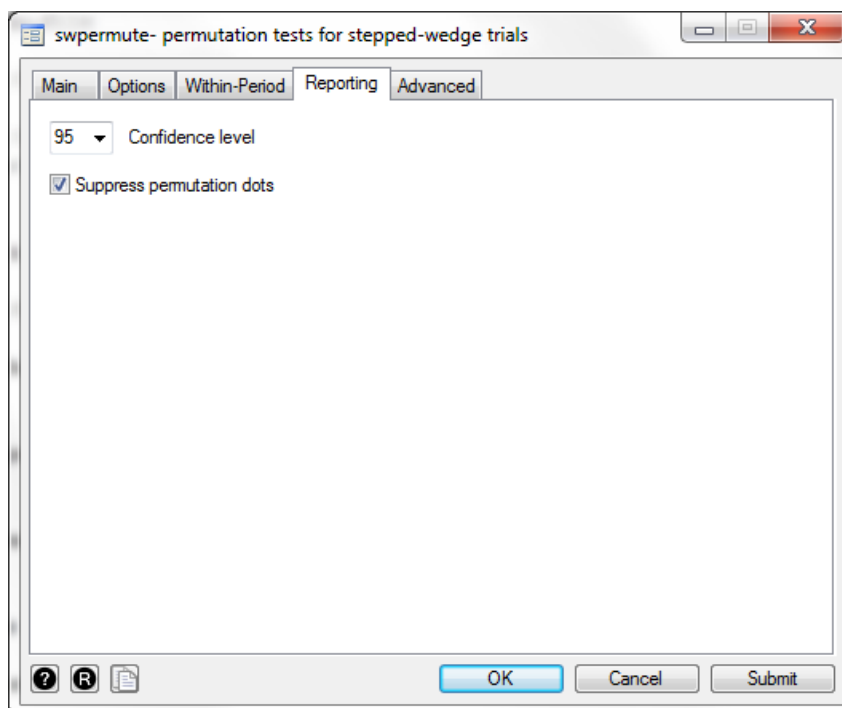 swpermute- permutation tests for stepped-wedge trials
Main Options Within-Period Reporting Advanced
95 Confidence level
Suppress permutation dots
? R OK Cancel Submit